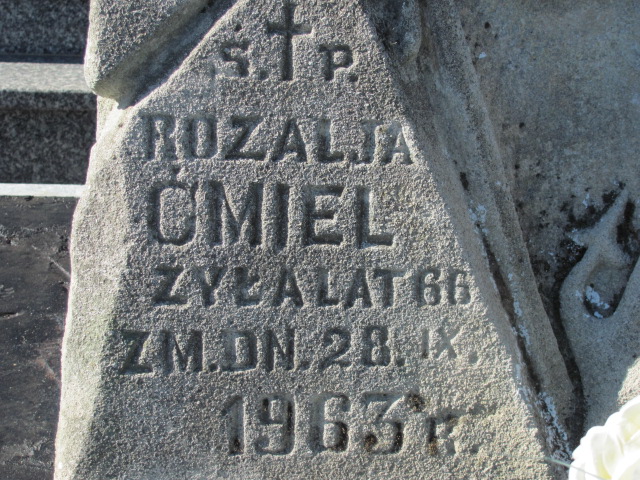 Ś. P.
ROZALJA
ĆMIEL
ŻYŁA LAT 66
ZM. DN. 28. IX.
1963 R.